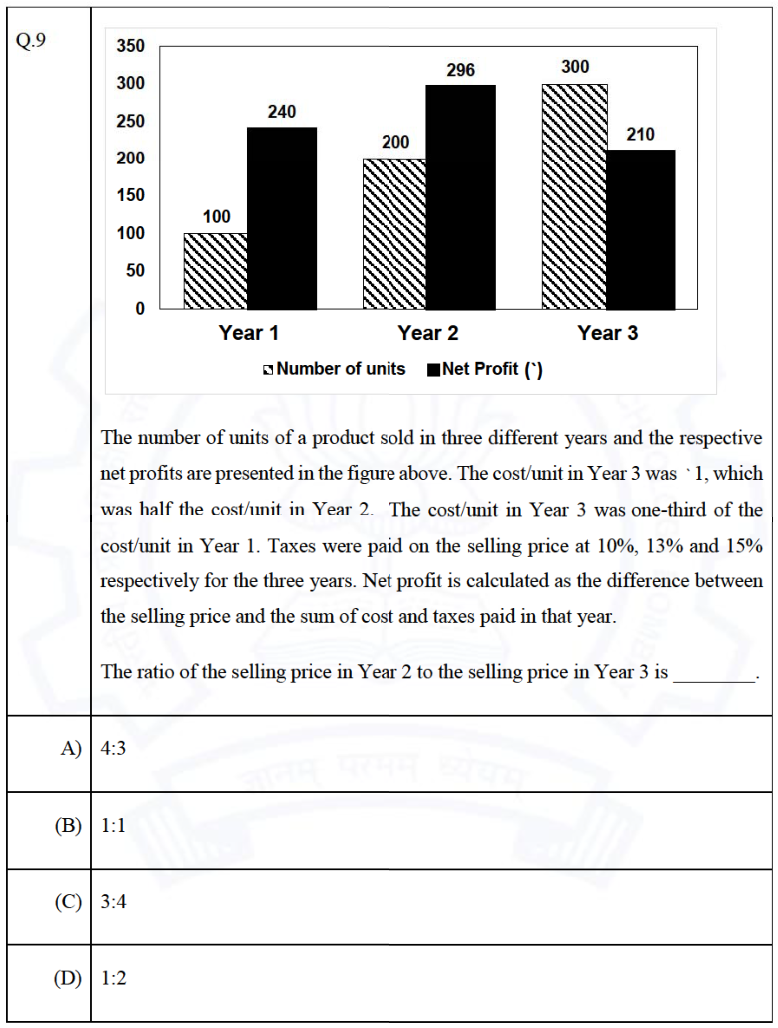 Q.9
350
300
250
200
150
100
50
0
100
240
200
296
300
210
Year 1 Year 2 Year 3
Number of units Net Profit (`)
The number of units of a product sold in three different years and the respective
net profits are presented in the figure above. The cost/unit in Year 3 was ` 1, which
was half the cost/unit in Year 2. The cost/unit in Year 3 was one-third of the
cost/unit in Year 1. Taxes were paid on the selling price at 10%, 13% and 15%
respectively for the three years. Net profit is calculated as the difference between
the selling price and the sum of cost and taxes paid in that year.
The ratio of the selling price in Year 2 to the selling price in Year 3 is ________.
A) 4:3
(B) 1:1
(C) 3:4
(D) 1:2
ज्ञानम् परमम् ध्येयम्